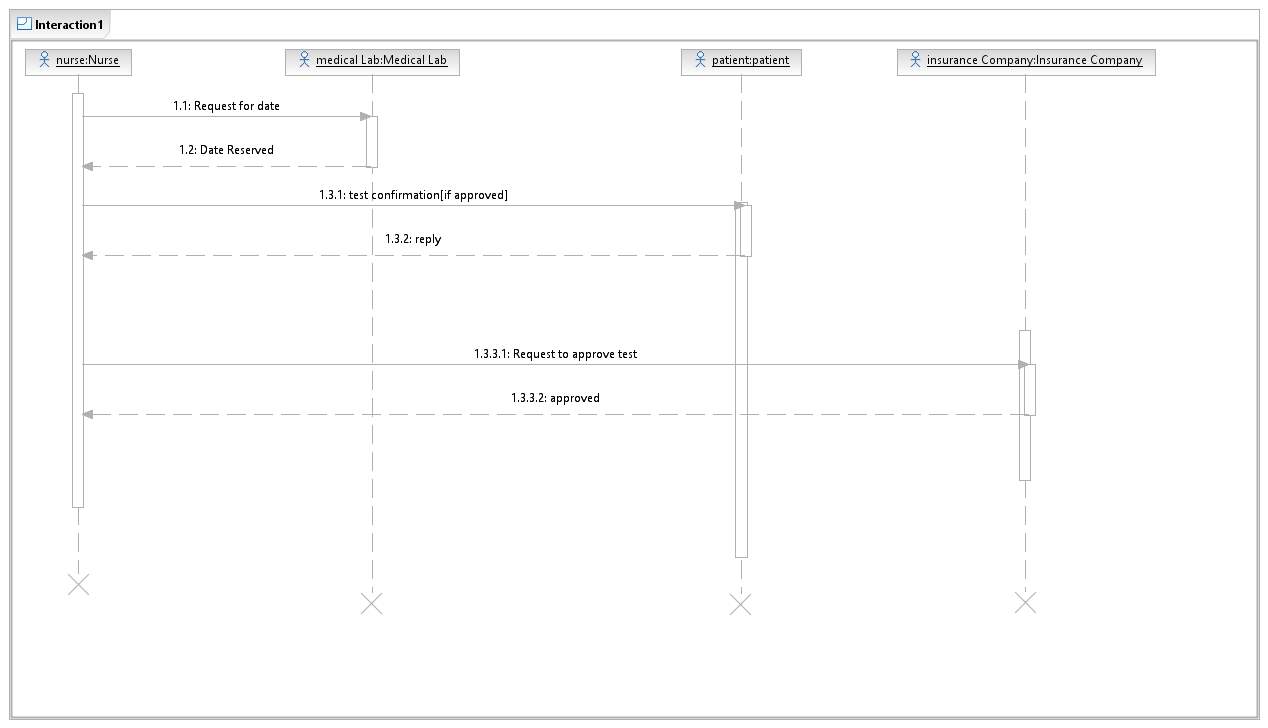 Interaction1
nurse:Nurse
medical Lab:Medical Lab
patient:patient
insurance Company:Insurance Company
1.1: Request for date
1.2: Date Reserved
1.3.1: test confirmation[if approved]
1.3.2: reply
1.3.3.1: Request to approve test
1.3.3.2: approved